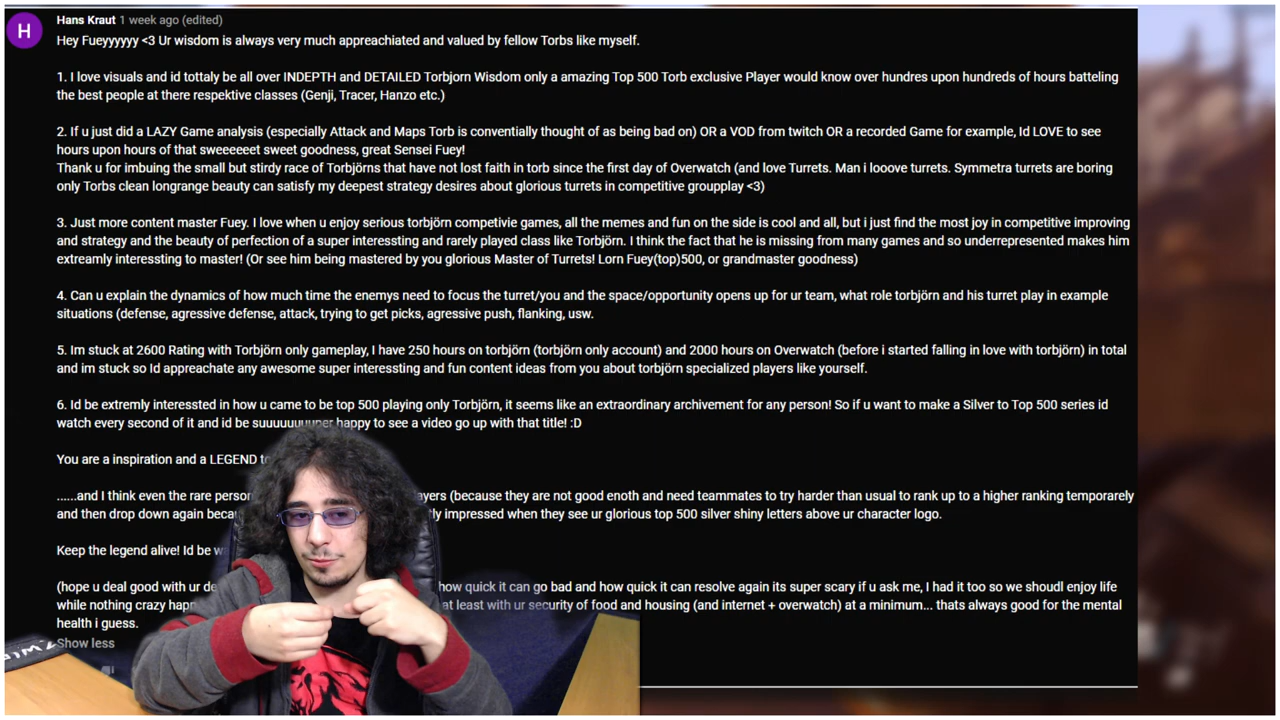 H
Hans Kraut 1 week ago (edited)
Hey Fueyyyyyy <3 Ur wisdom is always very much appreachiated and valued by fellow Torbs like myself.
1. I love visuals and id tottaly be all over INDEPTH and DETAILED Torbjorn Wisdom only a amazing Top 500 Torb exclusive Player would know over hundres upon hundreds of hours batteling
the best people at there respektive classes (Genji, Tracer, Hanzo etc.)
2. If u just did a LAZY Game analysis (especially Attack and Maps Torb is conventially thought of as being bad on) OR a VOD from twitch OR a recorded Game for example, Id LOVE to see
hours upon hours of that sweeeeeet sweet goodness, great Sensei Fuey!
Thank u for imbuing the small but stirdy race of Torbjörns that have not lost faith in torb since the first day of Overwatch (and love Turrets. Man i looove turrets. Symmetra turrets are boring
only Torbs clean longrange beauty can satisfy my deepest strategy desires about glorious turrets in competitive groupplay <3)
3. Just more content master Fuey. I love when u enjoy serious torbjörn competivie games, all the memes and fun on the side is cool and all, but i just find the most joy in competitive improving
and strategy and the beauty of perfection of a super interessting and rarely played class like Torbjörn. I think the fact that he is missing from many games and so underrepresented makes him
extreamly interessting to master! (Or see him being mastered by you glorious Master of Turrets! Lorn Fuey(top)500, or grandmaster goodness)
4. Can u explain the dynamics of how much time the enemys need to focus the turret/you and the space/opportunity opens up for ur team, what role torbjörn and his turret play in example
situations (defense, agressive defense, attack, trying to get picks, agressive push, flanking, usw.
5. Im stuck at 2600 Rating with Torbjörn only gameplay, I have 250 hours on torbjörn (torbjörn only account) and 2000 hours on Overwatch (before i started falling in love with torbjörn) in total
and im stuck so Id appreachate any awesome super interessting and fun content ideas from you about torbjörn specialized players like yourself.
6. Id be extremly interessted in how u came to be top 500 playing only Torbjörn, it seems like an extraordinary archivement for any person! So if u want to make a Silver to Top 500 series id
watch every second of it and id be suuuuuuuuper happy to see a video go up with that title! :D
You are a inspiration and a LEGEND
......and I think even the rare (because they are not good enoth and need teammates to try harder than usual to rank up to a higher ranking temporarely
and then drop down again impressed when they see ur glorious top 500 silver shiny letters above ur character logo.
Keep the legend alive! Id be
(hope u deal good with ur how quick it can go bad and how quick it can resolve again its super scary if u ask me, I had it too so we shoudl enjoy life
while nothing crazy at least with ur security of food and housing (and internet + overwatch) at a minimum... thats always good for the mental
health i guess.
Show less